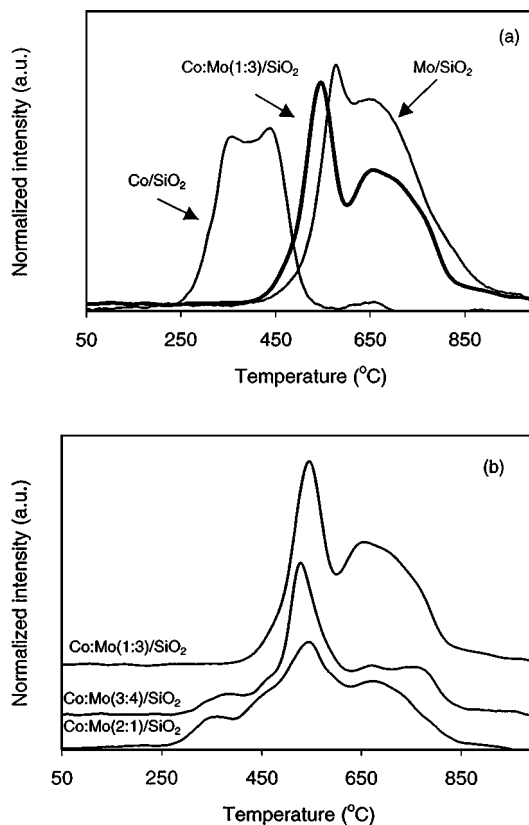 (a)
Co:Mo(1:3)/SiO₂
Mo/SiO₂
Co/SiO₂
Normalized intensity (a.u.)
50 250 450 650 850
Temperature (°C)
(b)
Co:Mo(1:3)/SiO₂
Co:Mo(3:4)/SiO₂
Co:Mo(2:1)/SiO₂
Normalized intensity (a.u.)
50 250 450 650 850
Temperature (°C)